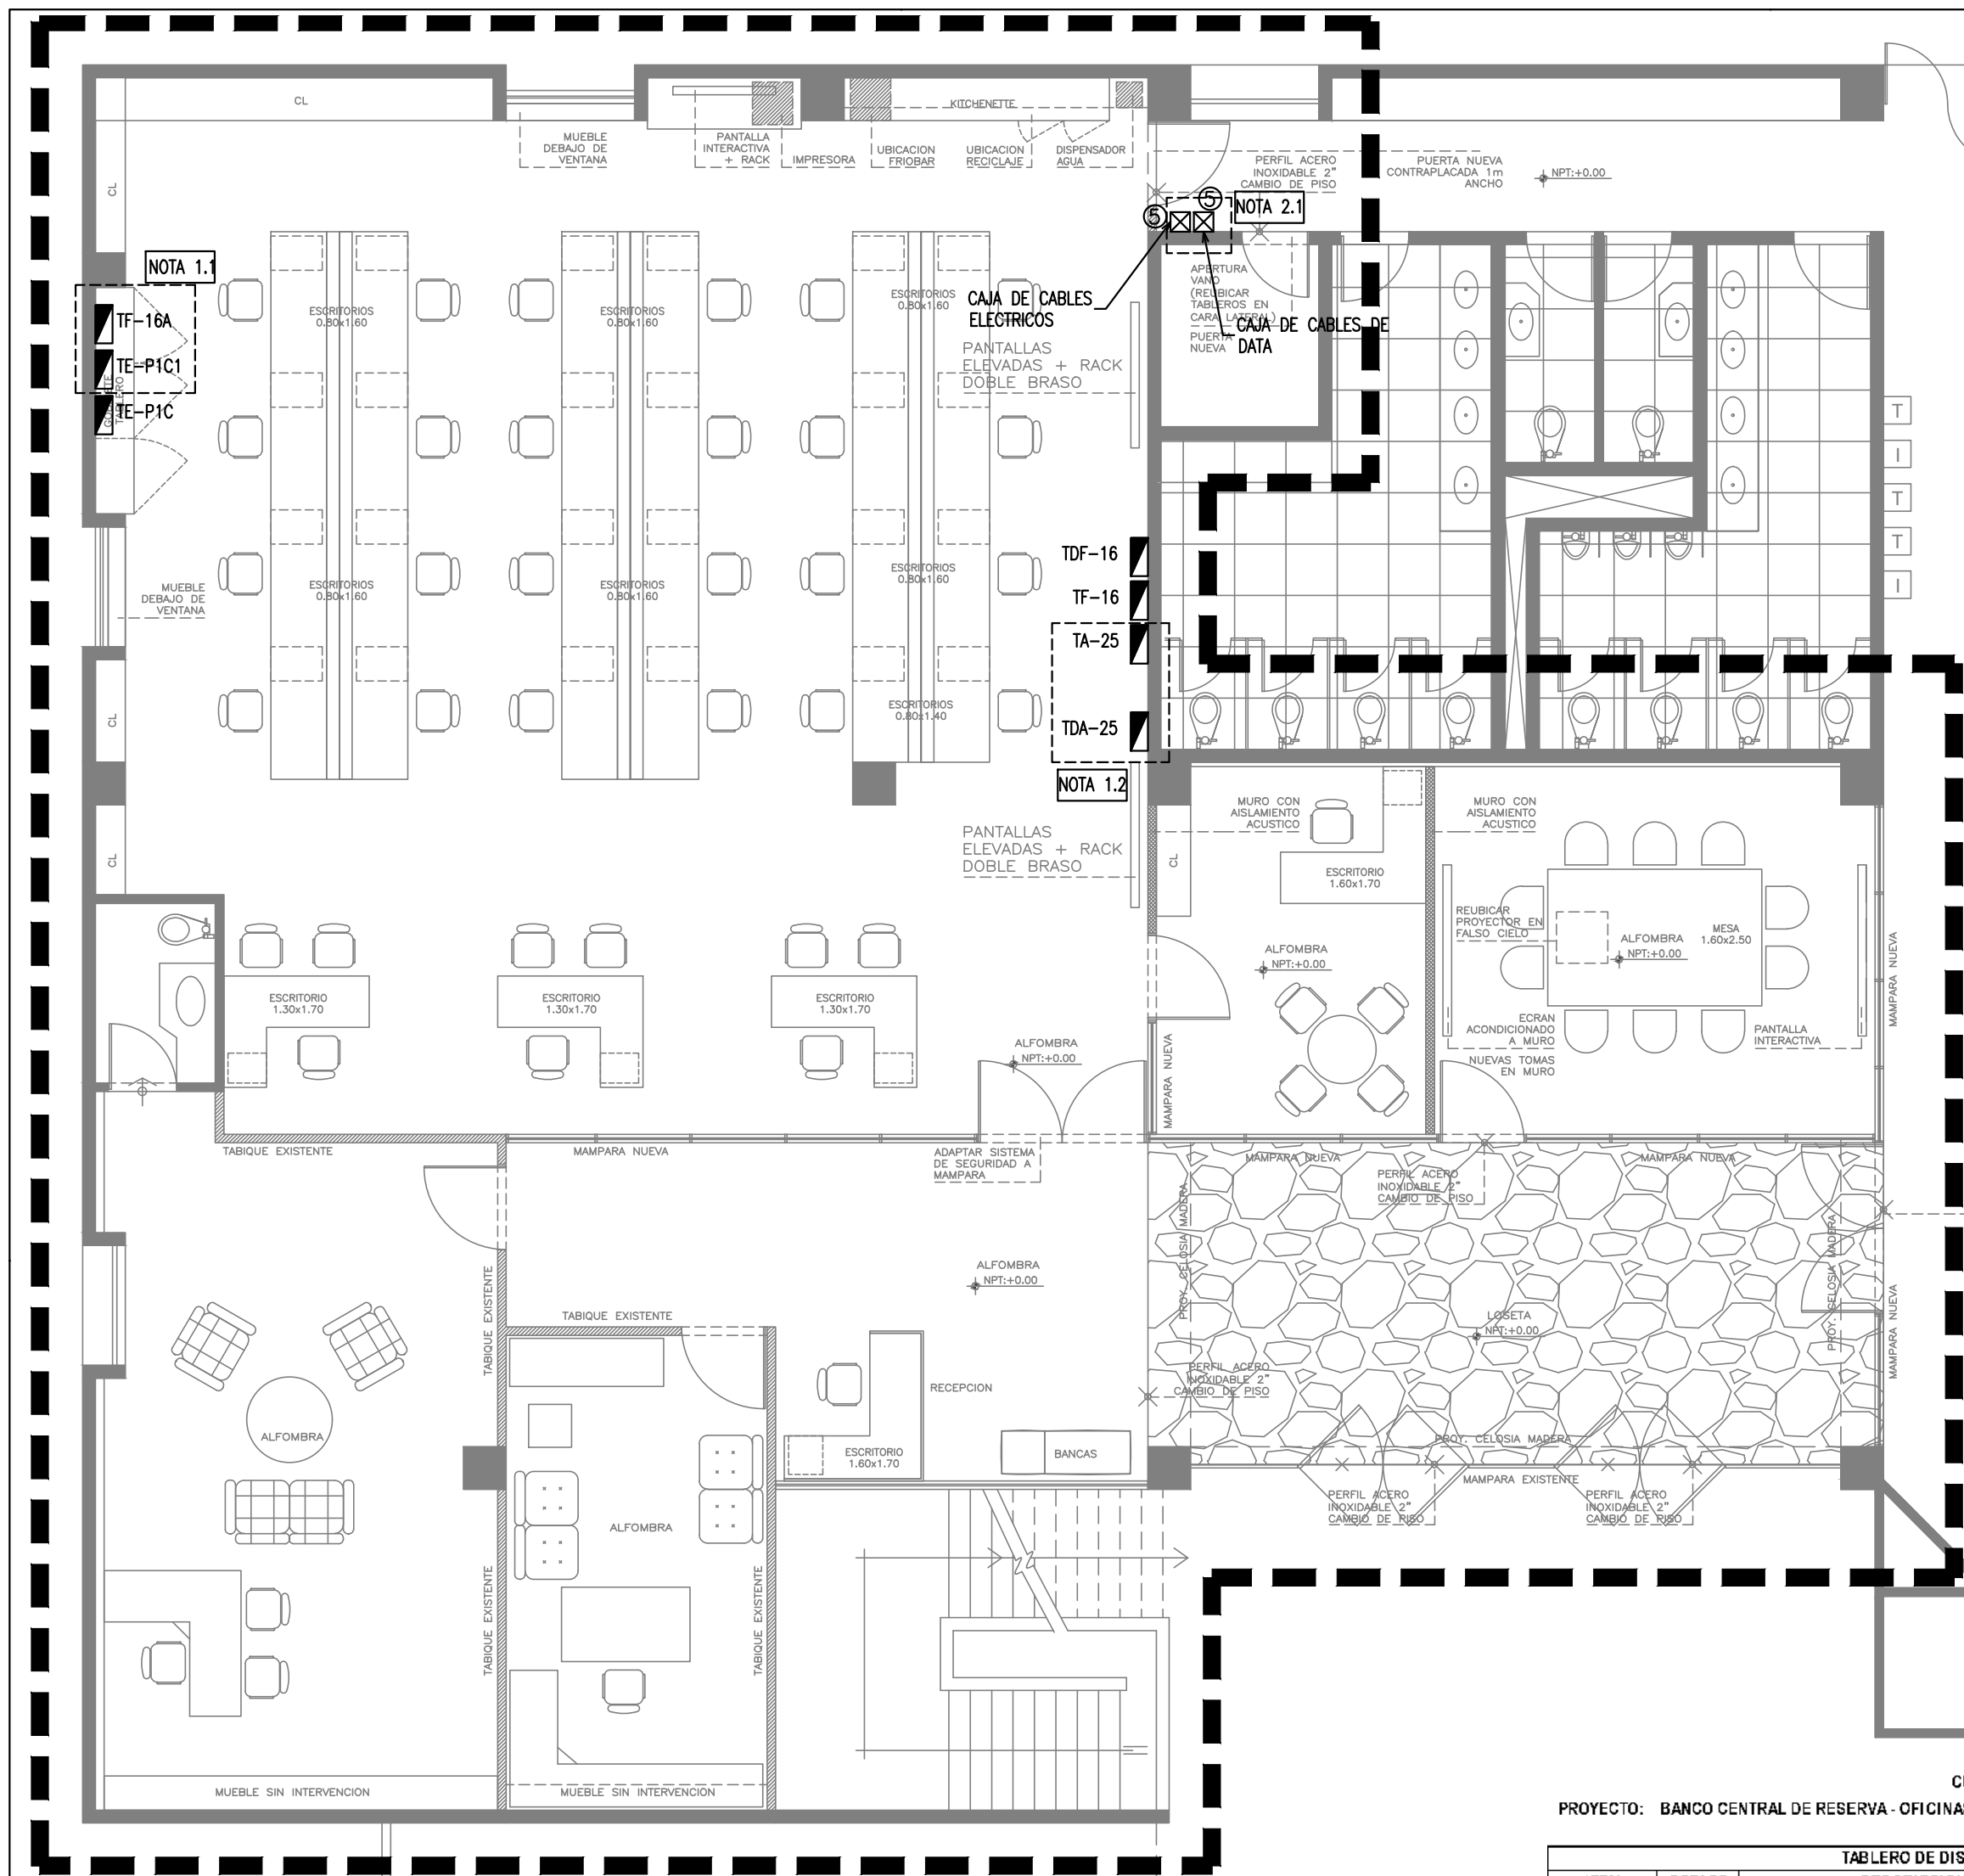 CL
KITCHENETTE
MUEBLE
DEBAJO DE
VENTANA
PANTALLA
INTERACTIVA
+ RACK
IMPRESORA
UBICACION
FRIOBAR
UBICACION
RECICLAJE
DISPENSADOR
AGUA
PERFIL ACERO
INOXIDABLE 2"
CAMBIO DE PISO
PUERTA NUEVA
CONTRAPLACADA 1m
ANCHO
NPT:+0.00
CL
5
5
NOTA 2.1
NOTA 1.1
TF-16A
TE-P1C1
TE-P1C
TABLERO
ESCRITORIOS
0.80x1.60
ESCRITORIOS
0.80x1.60
ESCRITORIOS
0.80x1.60
CAJA DE CABLES
ELECTRICOS
APERTURA
VANO
(REUBICAR
TABLEROS EN
CARA LATERAL)
PUERTA
NUEVA
CAJA DE CABLES DE
DATA
PANTALLAS
ELEVADAS + RACK
DOBLE BRASO
T
I
T
T
I
TDF-16
TF-16
TA-25
TDA-25
NOTA 1.2
MUEBLE
DEBAJO DE
VENTANA
ESCRITORIOS
0.80x1.60
ESCRITORIOS
0.80x1.60
ESCRITORIOS
0.80x1.60
ESCRITORIOS
0.80x1.40
CL
CL
PANTALLAS
ELEVADAS + RACK
DOBLE BRASO
MURO CON
AISLAMIENTO
ACUSTICO
MURO CON
AISLAMIENTO
ACUSTICO
CL
ESCRITORIO
1.60x1.70
REUBICAR
PROYECTOR EN
FALSO CIELO
MESA
1.60x2.50
ALFOMBRA
NPT:+0.00
ALFOMBRA
NPT:+0.00
MAMPARA NUEVA
ESCRITORIO
1.30x1.70
ESCRITORIO
1.30x1.70
ESCRITORIO
1.30x1.70
ALFOMBRA
NPT:+0.00
MAMPARA NUEVA
ECRAN
ACONDICIONADO
A MURO
NUEVAS TOMAS
EN MURO
PANTALLA
INTERACTIVA
TABIQUE EXISTENTE
MAMPARA NUEVA
ADAPTAR SISTEMA
DE SEGURIDAD A
MAMPARA
MAMPARA NUEVA
MAMPARA NUEVA
PERFIL ACERO
INOXIDABLE 2"
CAMBIO DE PISO
PROY. CELOSIA MADERA
PROY. CELOSIA MADERA
MAMPARA NUEVA
ALFOMBRA
NPT:+0.00
TABIQUE EXISTENTE
TABIQUE EXISTENTE
LOSETA
NPT:+0.00
PERFIL ACERO
INOXIDABLE 2"
CAMBIO DE PISO
RECEPCION
ALFOMBRA
ESCRITORIO
1.60x1.70
BANCAS
PROY. CELOSIA MADERA
MAMPARA EXISTENTE
PERFIL ACERO
INOXIDABLE 2"
CAMBIO DE PISO
PERFIL ACERO
INOXIDABLE 2"
CAMBIO DE PISO
ALFOMBRA
TABIQUE EXISTENTE
TABIQUE EXISTENTE
MUEBLE SIN INTERVENCION
MUEBLE SIN INTERVENCION
PROYECTO: BANCO CENTRAL DE RESERVA - OFICINAS
TABLERO DE DIS